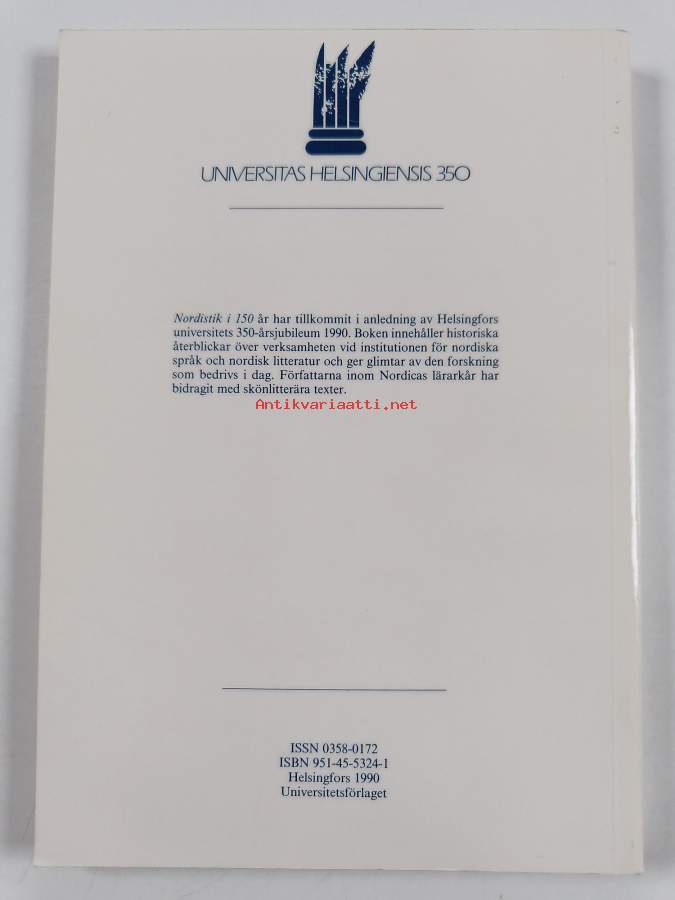 UNIVERSITAS HELSINGIENSIS 350
Nordistik i 150 år har tillkommit i anledning av Helsingfors
universitets 350-årsjubileum 1990. Boken innehåller historiska
återblickar över verksamheten vid institutionen för nordiska
språk och nordisk litteratur och ger glimtar av den forskning
som bedrivs i dag. Författarna inom Nordicas lärarkår har
bidragit med skönlitterära texter.
Antikvariaatti.net
ISSN 0358-0172
ISBN 951-45-5324-1
Helsingfors 1990
Universitetsförlaget